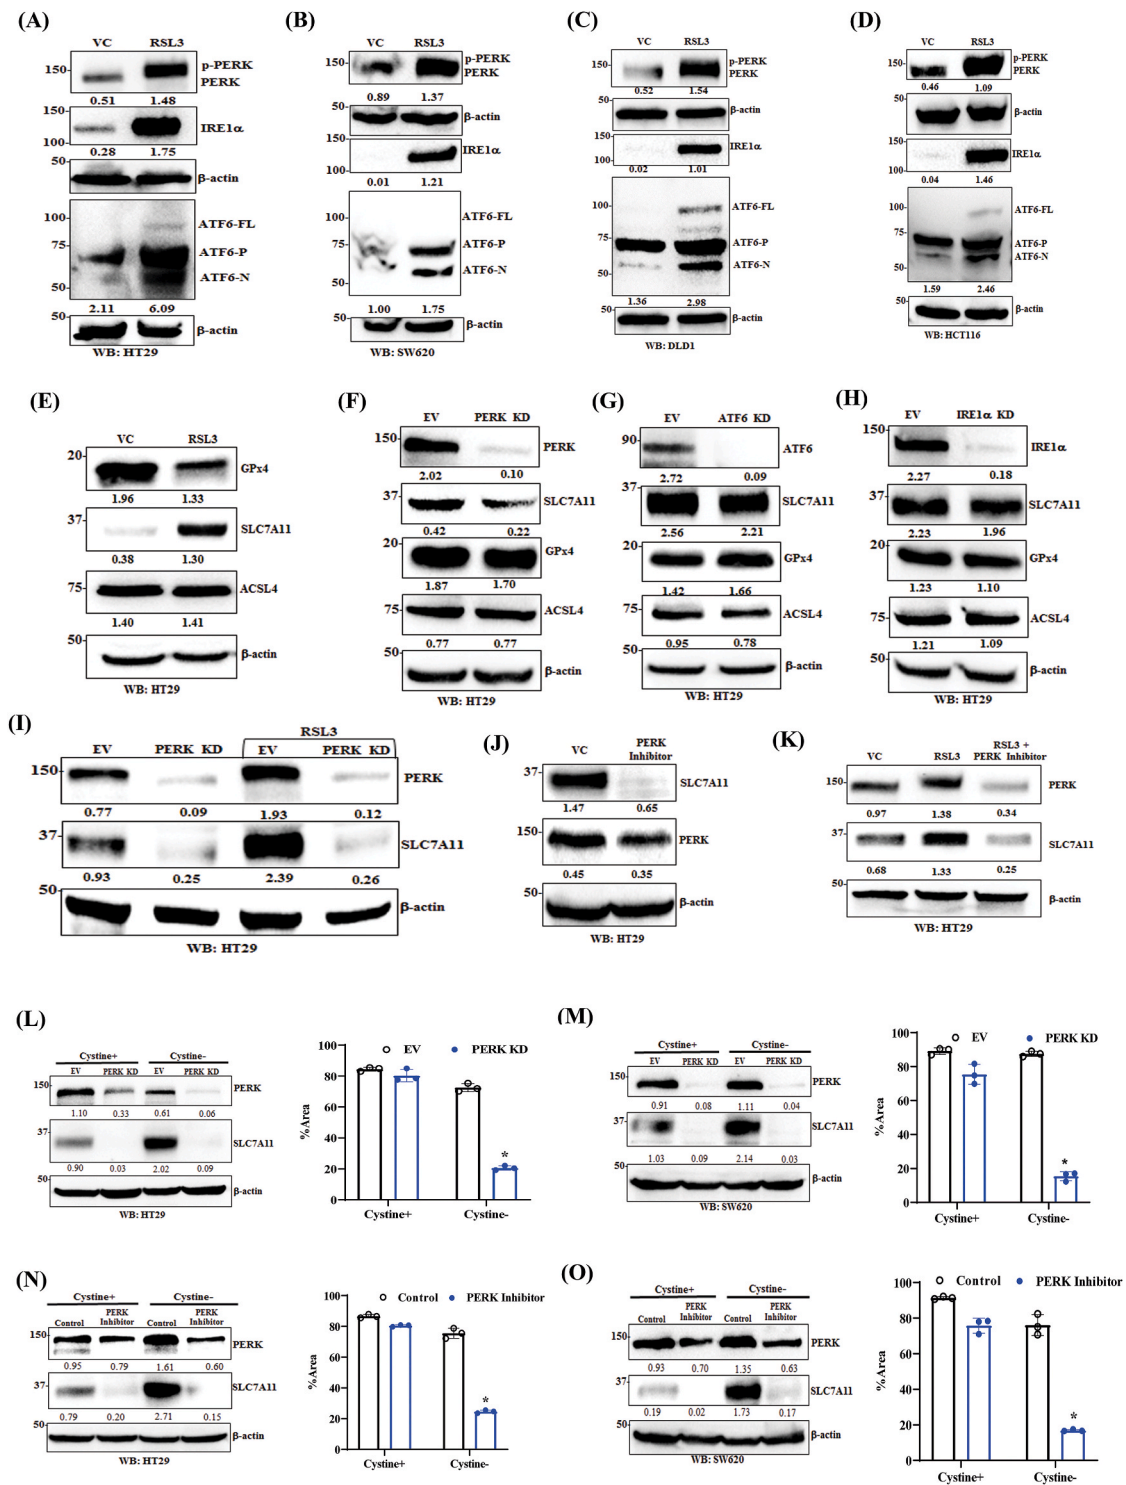 (A)
VC RSL3
150 p-PERK
PERK
0.51 1.48
150
IRE1α
100
0.28 1.75
50
β-actin
100
ATF6-FL
75 ATF6-P
ATF6-N
50
2.11 6.09
50
β-actin
WB: HT29
(B)
VC RSL3
150 p-PERK
PERK
0.89 1.37
50
β-actin
150
IRE1α
100
0.01 1.21
100 ATF6-FL
75 ATF6-P
ATF6-N
50
1.00 1.75
50
β-actin
WB: SW620
(C)
VC RSL3
150 p-PERK
PERK
0.52 1.54
50
β-actin
150
IRE1α
100
0.02 1.01
100 ATF6-FL
75
ATF6-P
ATF6-N
50
1.36 2.98
50
β-actin
WB: DLD1
(D)
VC RSL3
150 p-PERK
PERK
0.46 1.09
50
β-actin
150
IRE1α
100
0.04 1.46
100 ATF6-FL
75
ATF6-P
ATF6-N
50
1.59 2.46
50
β-actin
WB: HCT116
(E)
VC RSL3
20
GPx4
1.96 1.33
37
SLC7A11
0.38 1.30
75 ACSL4
1.40 1.41
50
β-actin
WB: HT29
(F)
EV PERK KD
150
PERK
2.02 0.10
37
SLC7A11
0.42 0.22
20
GPx4
1.87 1.70
75 ACSL4
0.77 0.77
50
β-actin
WB: HT29
(G)
EV ATF6 KD
90
ATF6
2.72 0.09
37
SLC7A11
2.56 2.21
20
GPx4
1.42 1.66
75 ACSL4
0.95 0.78
50
β-actin
WB: HT29
(H)
EV IRE1α KD
150
IRE1α
2.27 0.18
37
SLC7A11
2.23 1.96
20
GPx4
1.23 1.10
75
ACSL4
1.21 1.09
50
β-actin
WB: HT29
(I)
RSL3
EV PERK KD EV PERK KD
150 PERK
0.77 0.09 1.93 0.12
37
SLC7A11
0.93 0.25 2.39 0.26
50
β-actin
WB: HT29
(J)
VC PERK
Inhibitor
37
SLC7A11
1.47 0.65
150
PERK
0.45 0.35
50
β-actin
WB: HT29
(K)
VC RSL3 RSL3 +
PERK Inhibitor
150 PERK
0.97 1.38 0.34
37
SLC7A11
0.68 1.33 0.25
50
β-actin
WB: HT29
(L)
Cystine+ Cystine-
EV PERK KD EV PERK KD
150 PERK
1.10 0.33 0.61 0.06
37
SLC7A11
0.90 0.03 2.02 0.09
50
β-actin
WB: HT29
EV PERK KD
%Area
100
80
60
40
20
0
*
Cystine+ Cystine-
(M)
Cystine+ Cystine-
EV PERK KD EV PERK KD
150 PERK
0.91 0.08 1.11 0.04
37
SLC7A11
1.03 0.09 2.14 0.03
50
β-actin
WB: SW620
EV PERK KD
%Area
100
80
60
40
20
0
*
Cystine+ Cystine-
(N)
Cystine+ Cystine-
Control PERK Inhibitor Control PERK Inhibitor
150
PERK
0.95 0.79 1.61 0.60
37
SLC7A11
0.79 0.20 2.71 0.15
50
β-actin
WB: HT29
Control PERK Inhibitor
%Area
100
80
60
40
20
0
*
Cystine+ Cystine-
(O)
Cystine+ Cystine-
Control PERK Inhibitor Control PERK Inhibitor
150
PERK
0.93 0.70 1.35 0.63
37
SLC7A11
0.19 0.02 1.73 0.17
50
β-actin
WB: SW620
Control PERK Inhibitor
%Area
100
80
60
40
20
0
*
Cystine+ Cystine-